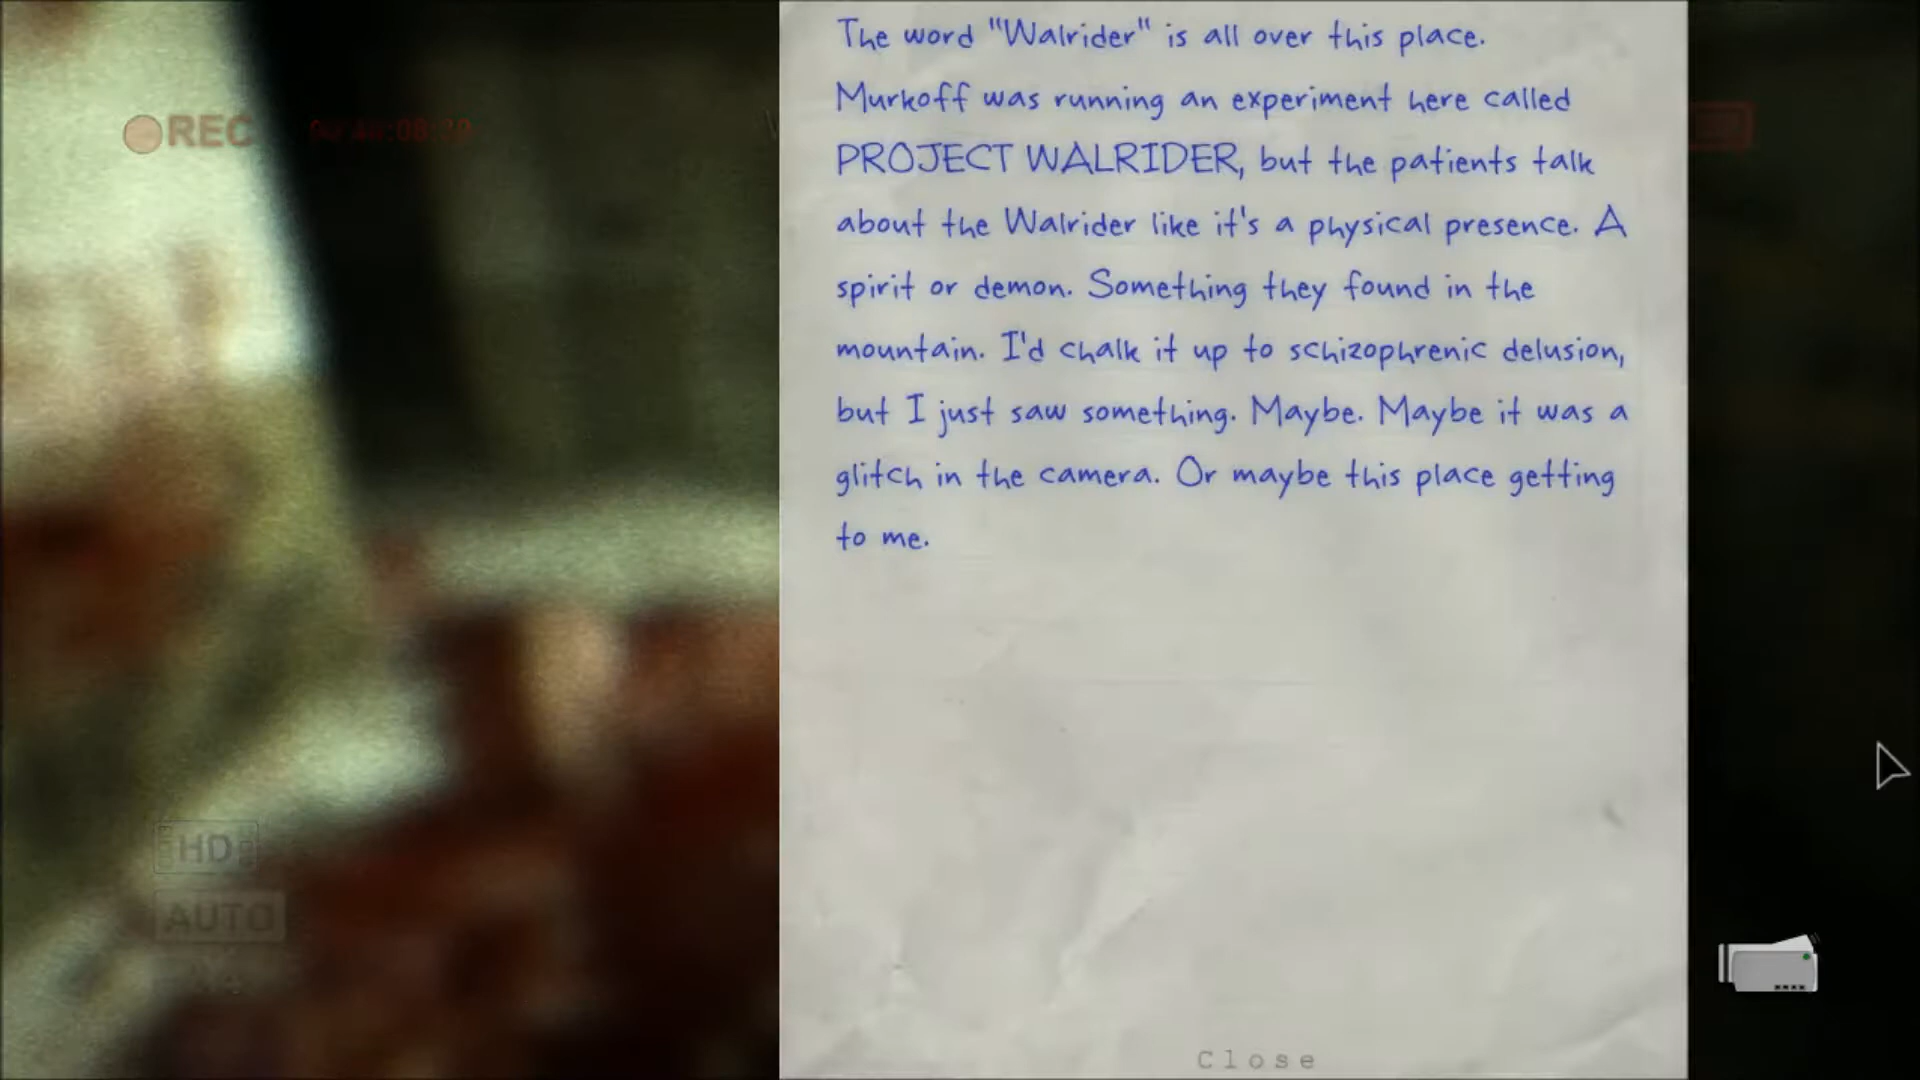 The word "Walrider" is all over this place.
Murkoff was running an experiment here called
PROJECT WALRIDER, but the patients talk
about the Walrider like it's a physical presence. A
spirit or demon. Something they found in the
mountain. I'd chalk it up to schizophrenic delusion,
but I just saw something. Maybe. Maybe it was a
glitch in the camera. Or maybe this place getting
to me.
REC
HD
AUTO
Close